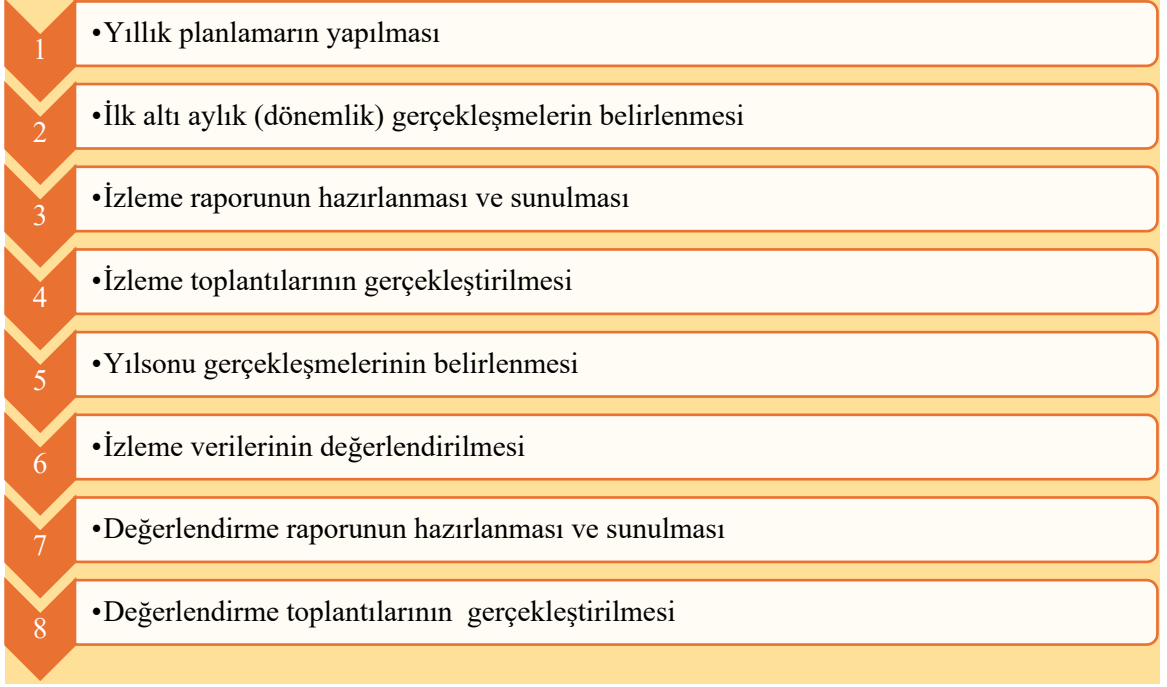 1
•Yıllık planlamarın yapılması
2
•İlk altı aylık (dönemlik) gerçekleşmelerin belirlenmesi
3
•İzleme raporunun hazırlanması ve sunulması
4
•İzleme toplantılarının gerçekleştirilmesi
5
•Yılsonu gerçekleşmelerinin belirlenmesi
6
•İzleme verilerinin değerlendirilmesi
7
•Değerlendirme raporunun hazırlanması ve sunulması
8
•Değerlendirme toplantılarının  gerçekleştirilmesi